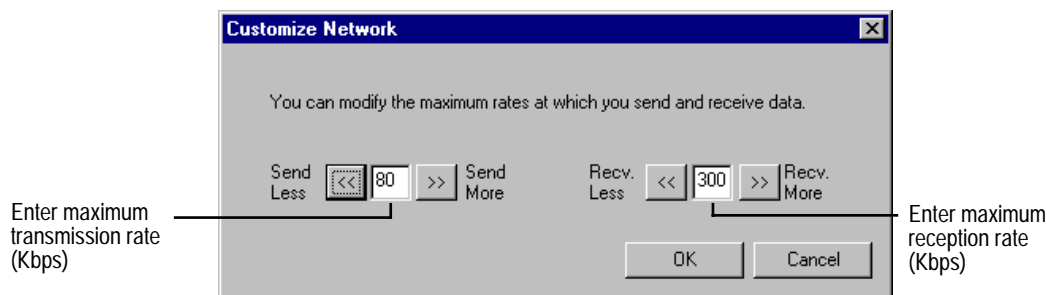 Customize Network
You can modify the maximum rates at which you send and receive data.
Send
Less
<<
80
>>
Send
More
Recv.
Less
<<
300
>>
Recv.
More
Enter maximum
transmission rate
(Kbps)
Enter maximum
reception rate
(Kbps)
OK
Cancel